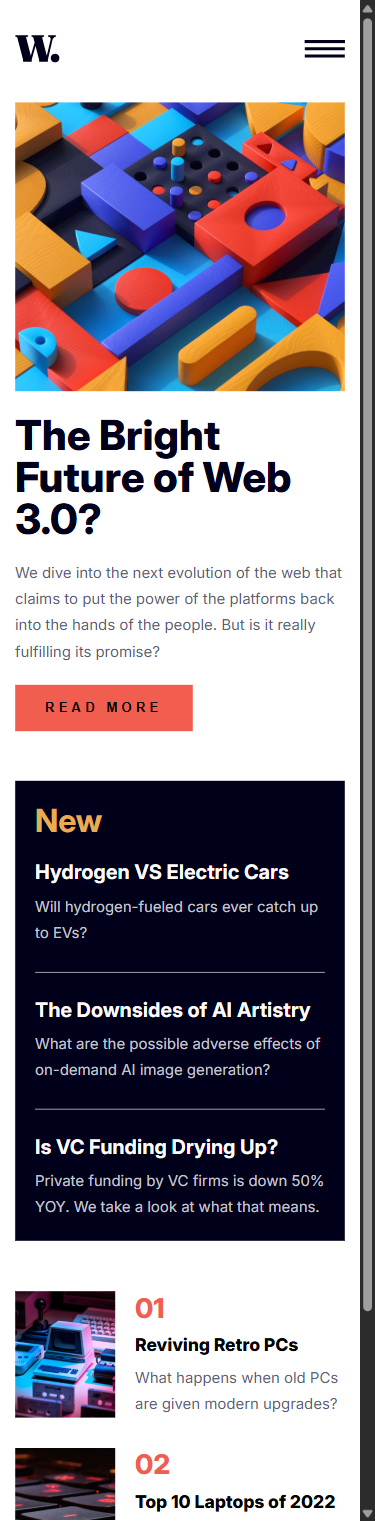 W.
The Bright
Future of Web
3.0?
We dive into the next evolution of the web that
claims to put the power of the platforms back
into the hands of the people. But is it really
fulfilling its promise?
READ MORE
New
Hydrogen VS Electric Cars
Will hydrogen-fueled cars ever catch up
to EVs?
The Downsides of AI Artistry
What are the possible adverse effects of
on-demand AI image generation?
Is VC Funding Drying Up?
Private funding by VC firms is down 50%
YOY. We take a look at what that means.
01
Reviving Retro PCs
What happens when old PCs
are given modern upgrades?
02
Top 10 Laptops of 2022